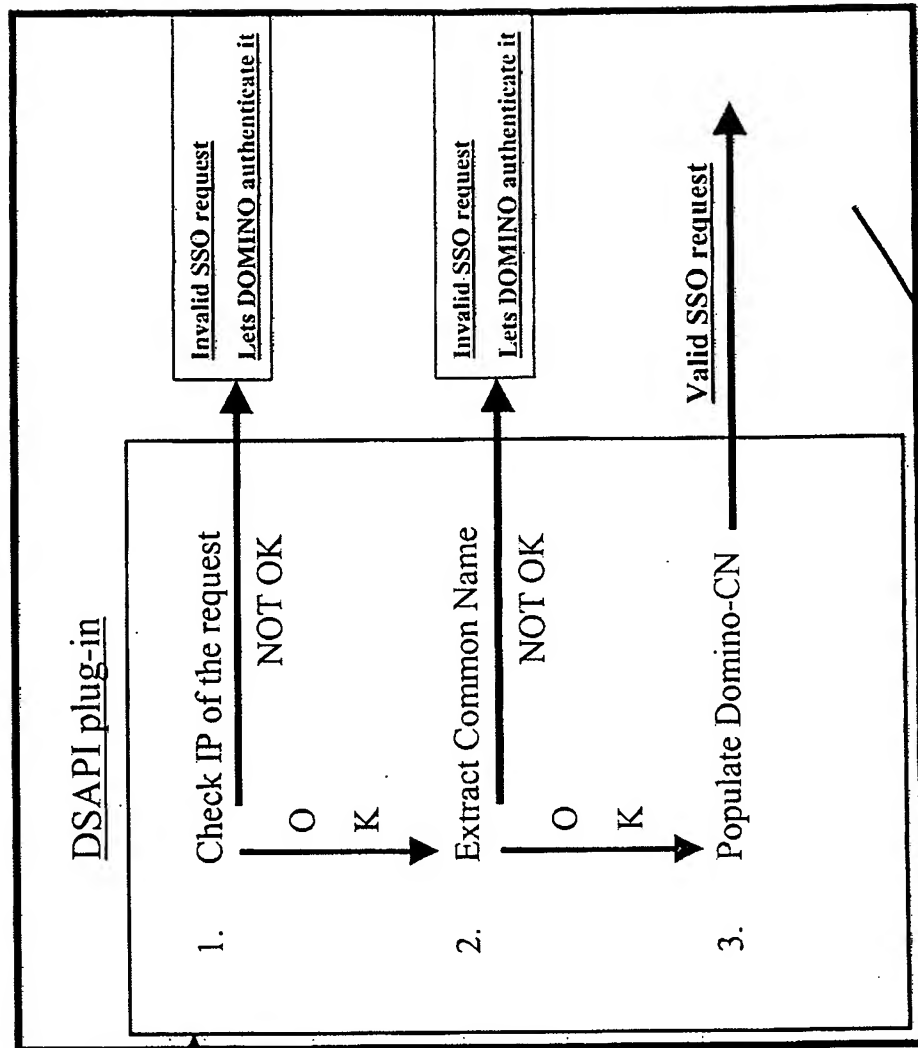 DSAPI plug-in
1. Check IP of the request
NOT OK
Invalid SSO request
Lets DOMINO authenticate it
O
K
2. Extract Common Name
NOT OK
Invalid SSO request
Lets DOMINO authenticate it
O
K
3. Populate Domino-CN
Valid SSO request